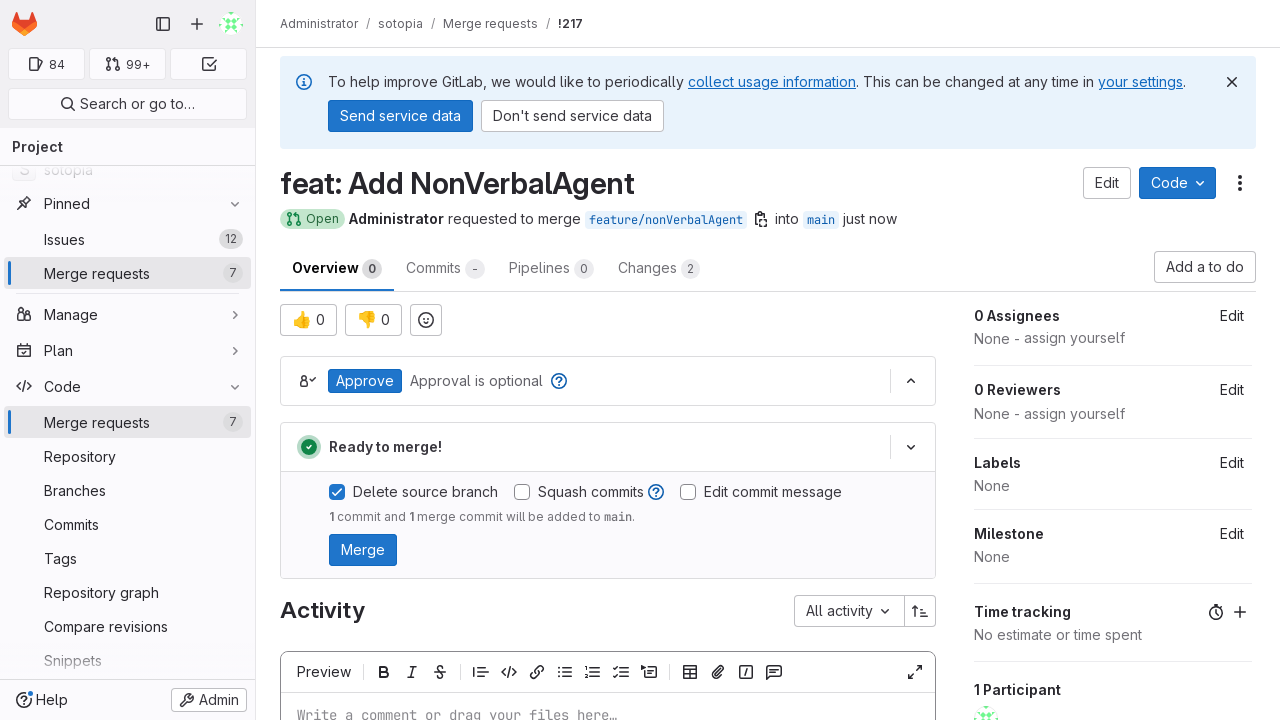 Administrator / sotopia / Merge requests / !217
84 99+
Search or go to…
Project
S sotopia
Pinned
Issues 12
Merge requests 7
Manage
Plan
Code
Merge requests 7
Repository
Branches
Commits
Tags
Repository graph
Compare revisions
Snippets
Help Admin
To help improve GitLab, we would like to periodically collect usage information. This can be changed at any time in your settings.
Send service data Don't send service data
feat: Add NonVerbalAgent
Edit Code
Open Administrator requested to merge feature/nonVerbalAgent into main just now
Overview 0 Commits - Pipelines 0 Changes 2
Add a to do
👍 0 👎 0
Approve Approval is optional
Ready to merge!
Delete source branch Squash commits Edit commit message
1 commit and 1 merge commit will be added to main.
Merge
Activity
All activity
Preview
Write a comment or drag your files here…
0 Assignees Edit
None - assign yourself
0 Reviewers Edit
None - assign yourself
Labels Edit
None
Milestone Edit
None
Time tracking
No estimate or time spent
1 Participant